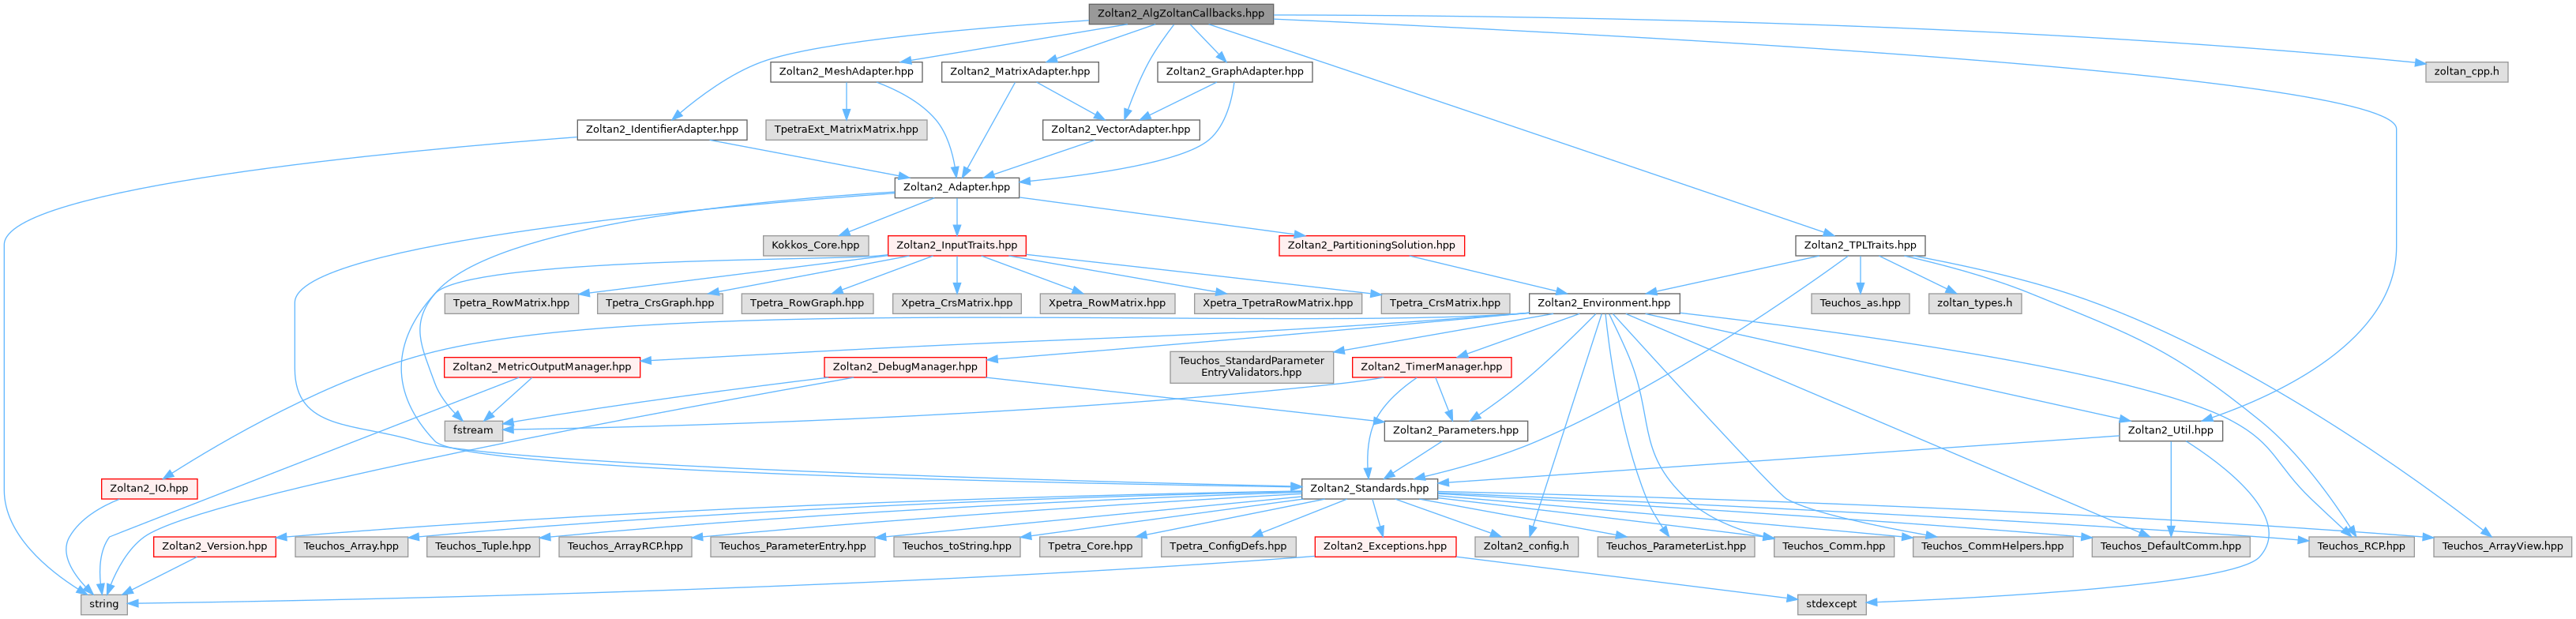 Zoltan2_AlgZoltanCallbacks.hpp
Zoltan2_MeshAdapter.hpp
Zoltan2_MatrixAdapter.hpp
Zoltan2_GraphAdapter.hpp
zoltan_cpp.h
Zoltan2_IdentifierAdapter.hpp
TpetraExt_MatrixMatrix.hpp
Zoltan2_VectorAdapter.hpp
Zoltan2_Adapter.hpp
Kokkos_Core.hpp
Zoltan2_InputTraits.hpp
Zoltan2_PartitioningSolution.hpp
Zoltan2_TPLTraits.hpp
Tpetra_RowMatrix.hpp
Tpetra_CrsGraph.hpp
Tpetra_RowGraph.hpp
Xpetra_CrsMatrix.hpp
Xpetra_RowMatrix.hpp
Xpetra_TpetraRowMatrix.hpp
Tpetra_CrsMatrix.hpp
Zoltan2_Environment.hpp
Teuchos_as.hpp
zoltan_types.h
Zoltan2_MetricOutputManager.hpp
Zoltan2_DebugManager.hpp
Teuchos_StandardParameter
EntryValidators.hpp
Zoltan2_TimerManager.hpp
fstream
Zoltan2_Parameters.hpp
Zoltan2_Util.hpp
Zoltan2_IO.hpp
Zoltan2_Standards.hpp
Zoltan2_Version.hpp
Teuchos_Array.hpp
Teuchos_Tuple.hpp
Teuchos_ArrayRCP.hpp
Teuchos_ParameterEntry.hpp
Teuchos_toString.hpp
Tpetra_Core.hpp
Tpetra_ConfigDefs.hpp
Zoltan2_Exceptions.hpp
Zoltan2_config.h
Teuchos_ParameterList.hpp
Teuchos_Comm.hpp
Teuchos_CommHelpers.hpp
Teuchos_DefaultComm.hpp
Teuchos_RCP.hpp
Teuchos_ArrayView.hpp
string
stdexcept